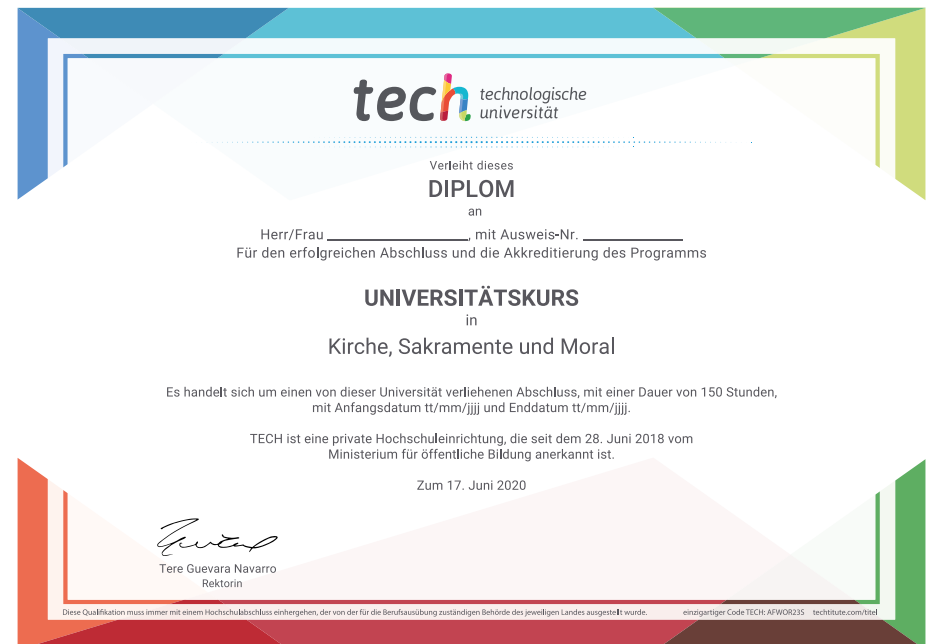 tech technologische
universität
Verleiht dieses
DIPLOM
an
Herr/Frau ____________________, mit Ausweis-Nr. ______________
Für den erfolgreichen Abschluss und die Akkreditierung des Programms
UNIVERSITÄTSKURS
in
Kirche, Sakramente und Moral
Es handelt sich um einen von dieser Universität verliehenen Abschluss, mit einer Dauer von 150 Stunden,
mit Anfangsdatum tt/mm/jjjj und Enddatum tt/mm/jjjj.
TECH ist eine private Hochschuleinrichtung, die seit dem 28. Juni 2018 vom
Ministerium für öffentliche Bildung anerkannt ist.
Zum 17. Juni 2020
Tere Guevara Navarro
Rektorin
Diese Qualifikation muss immer mit einem Hochschulabschluss einhergehen, der von der für die Berufsausübung zuständigen Behörde des jeweiligen Landes ausgestellt wurde. einzigartiger Code TECH: AFWOR23S techtitute.com/titel